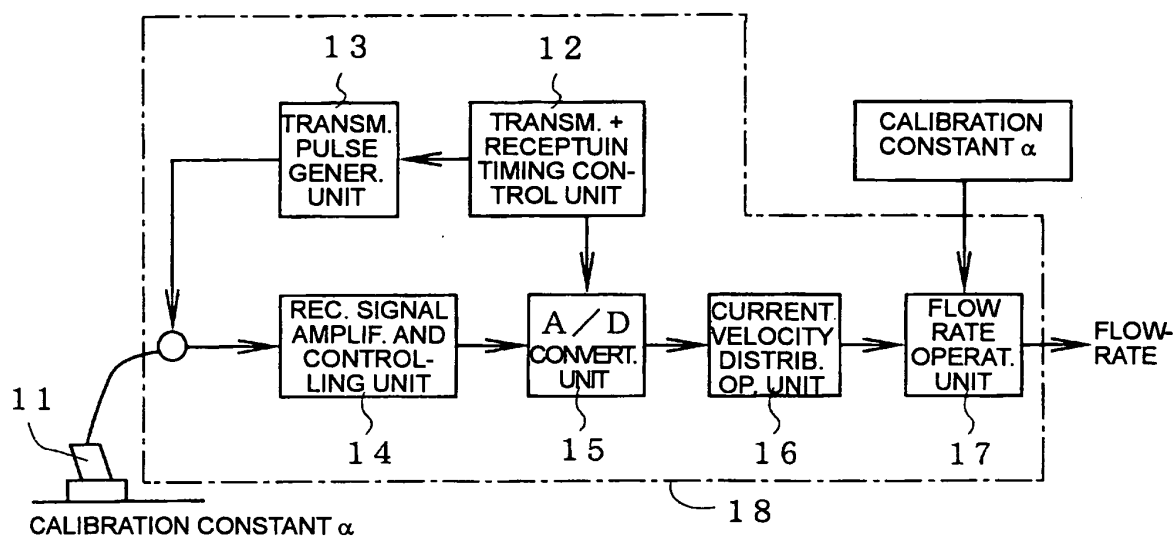 13
12
TRANSM.
PULSE
GENER.
UNIT
TRANSM. +
RECEPTUIN
TIMING CON-
TROL UNIT
CALIBRATION
CONSTANT α
REC. SIGNAL
AMPLIF. AND
CONTROL-
LING UNIT
A/D
CONVERT.
UNIT
CURRENT
VELOCITY
DISTRIB.
OP. UNIT
FLOW
RATE
OPERAT.
UNIT
FLOW-
RATE
11
14
15
16
17
18
CALIBRATION CONSTANT α